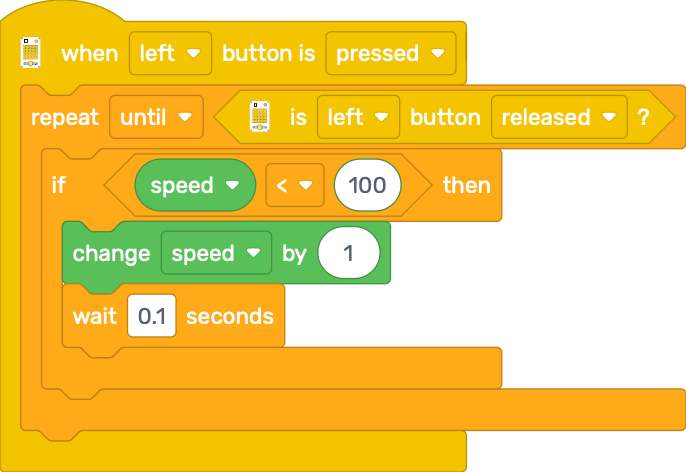 when left button is pressed
repeat until is left button released ?
if speed < 100 then
change speed by 1
wait 0.1 seconds